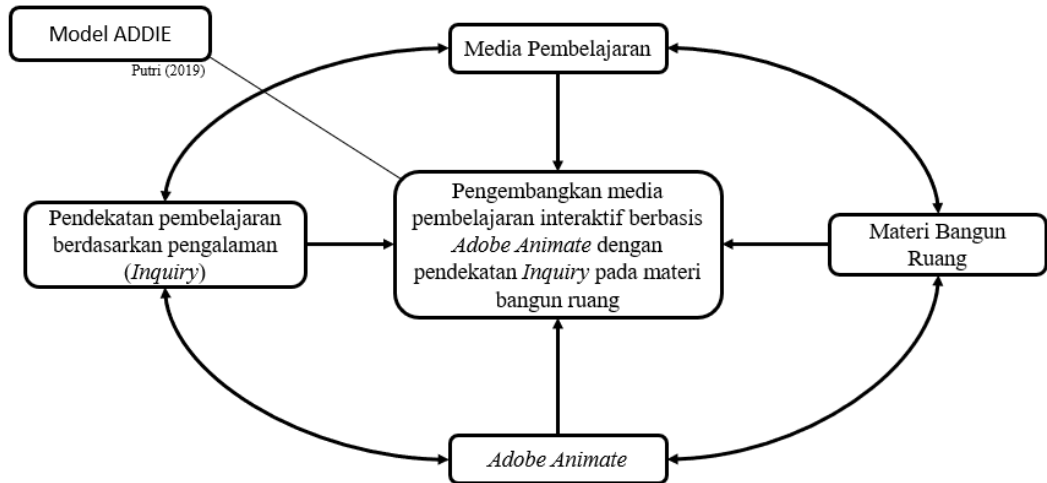 Model ADDIE
Putri (2019)
Media Pembelajaran
Pendekatan pembelajaran
berdasarkan pengalaman
(Inquiry)
Pengembangkan media
pembelajaran interaktif berbasis
Adobe Animate dengan
pendekatan Inquiry pada materi
bangun ruang
Materi Bangun
Ruang
Adobe Animate